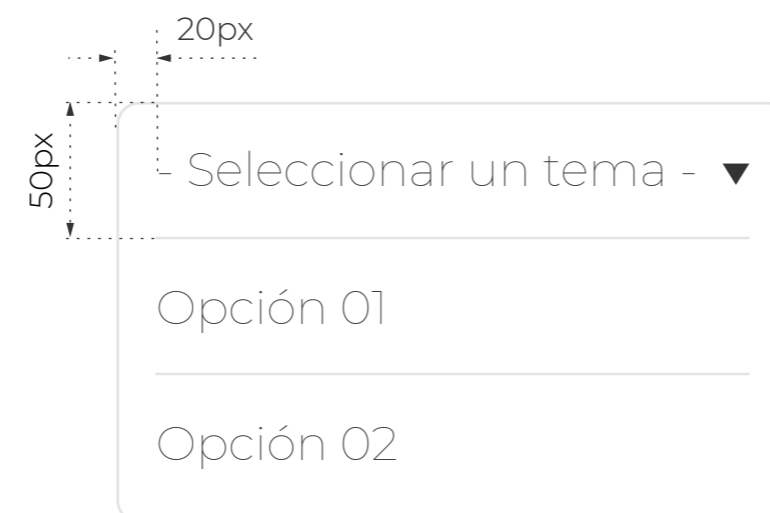 20px
50px
- Seleccionar un tema - ▼
Opción 01
Opción 02